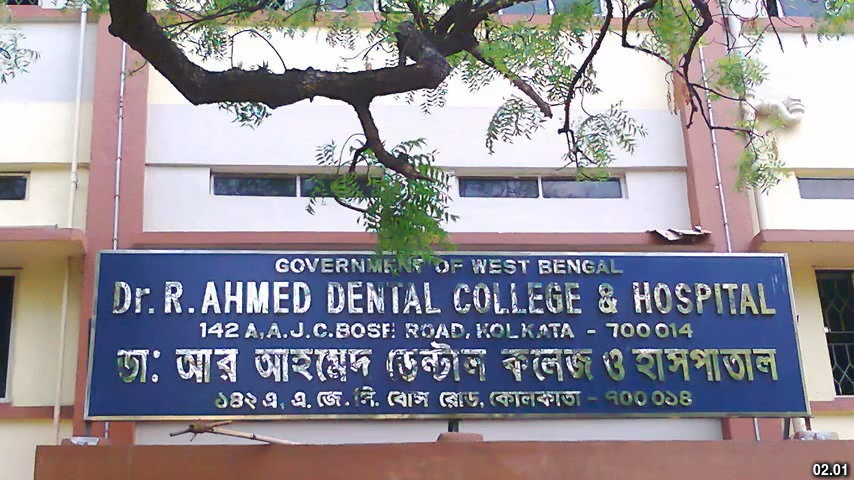 GOVERNMENT OF WEST BENGAL
Dr. R. AHMED DENTAL COLLEGE & HOSPITAL
142 A, A.J.C. BOSE ROAD, KOLKATA - 700 014
ডাঃ আর আহমেদ ডেন্টাল কলেজ ও হাসপাতাল
১৪২ এ, এ. জে. সি. বোস রোড, কোলকাতা - ৭০০ ০১৪
02.01